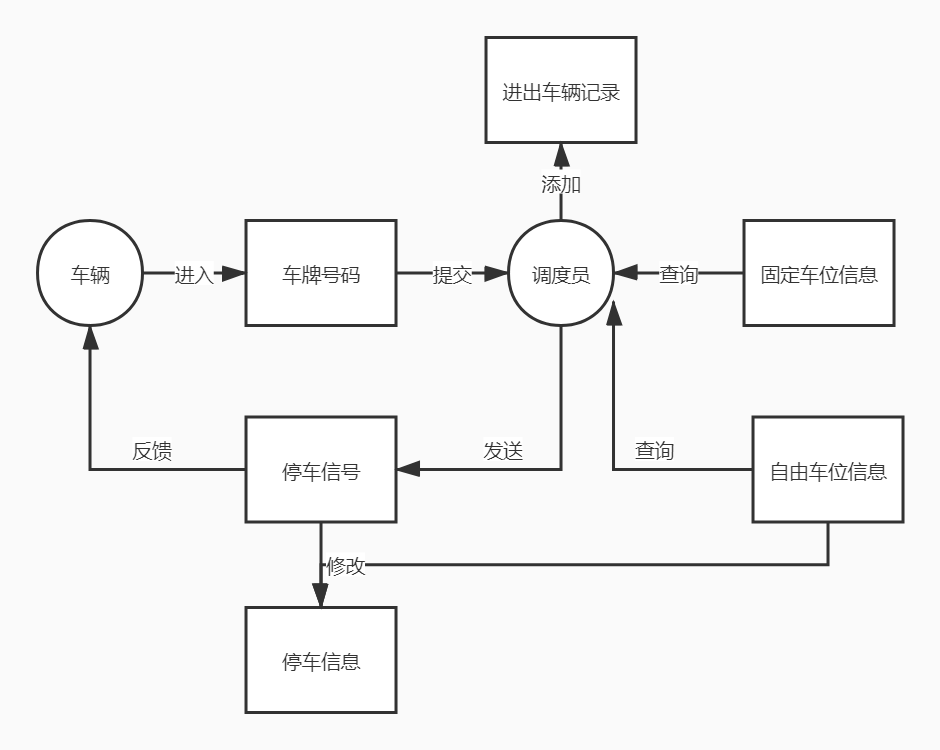 进出车辆记录
添加
车辆
进入
车牌号码
提交
调度员
查询
固定车位信息
反馈
停车信号
发送
查询
自由车位信息
修改
停车信息